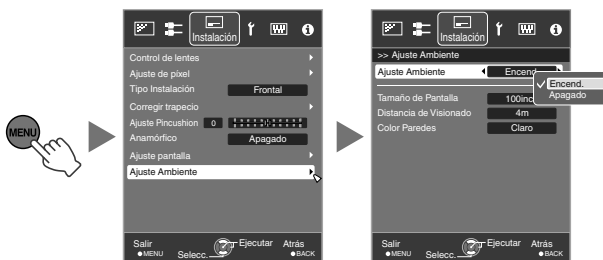 MENU
Instalación
Control de lentes
Ajuste de píxel
Tipo Instalación Frontal
Corregir trapecio
Ajuste Pincushion 0
Anamórfico Apagado
Ajuste pantalla
Ajuste Ambiente
Salir Ejecutar Atrás
MENU Selecc. BACK
Instalación
>> Ajuste Ambiente
Ajuste Ambiente Encend.
Encend.
Apagado
Tamaño de Pantalla 100inc
Distancia de Visionado 4m
Color Paredes Claro
Salir Ejecutar Atrás
MENU Selecc. BACK